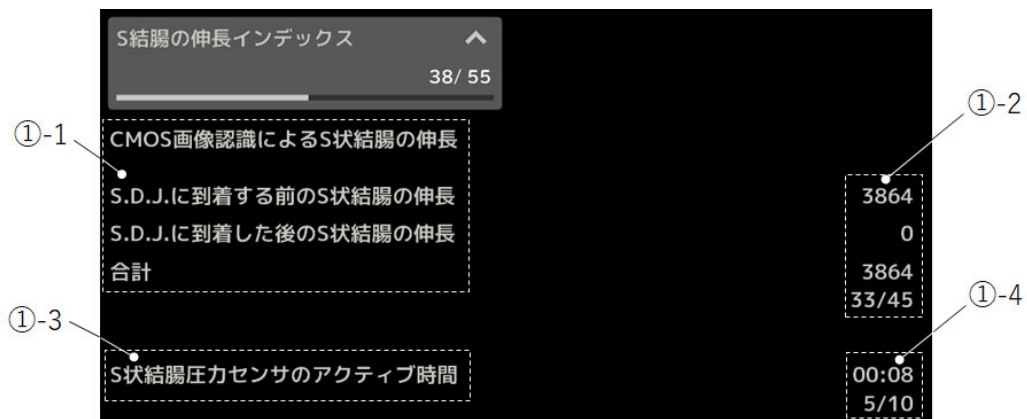 S結腸の伸長インデックス
38/ 55
①-1
①-2
CMOS画像認識によるS状結腸の伸長
S.D.J.に到着する前のS状結腸の伸長 3864
S.D.J.に到着した後のS状結腸の伸長 0
合計 3864
33/45
①-3
①-4
S状結腸圧力センサのアクティブ時間 00:08
5/10